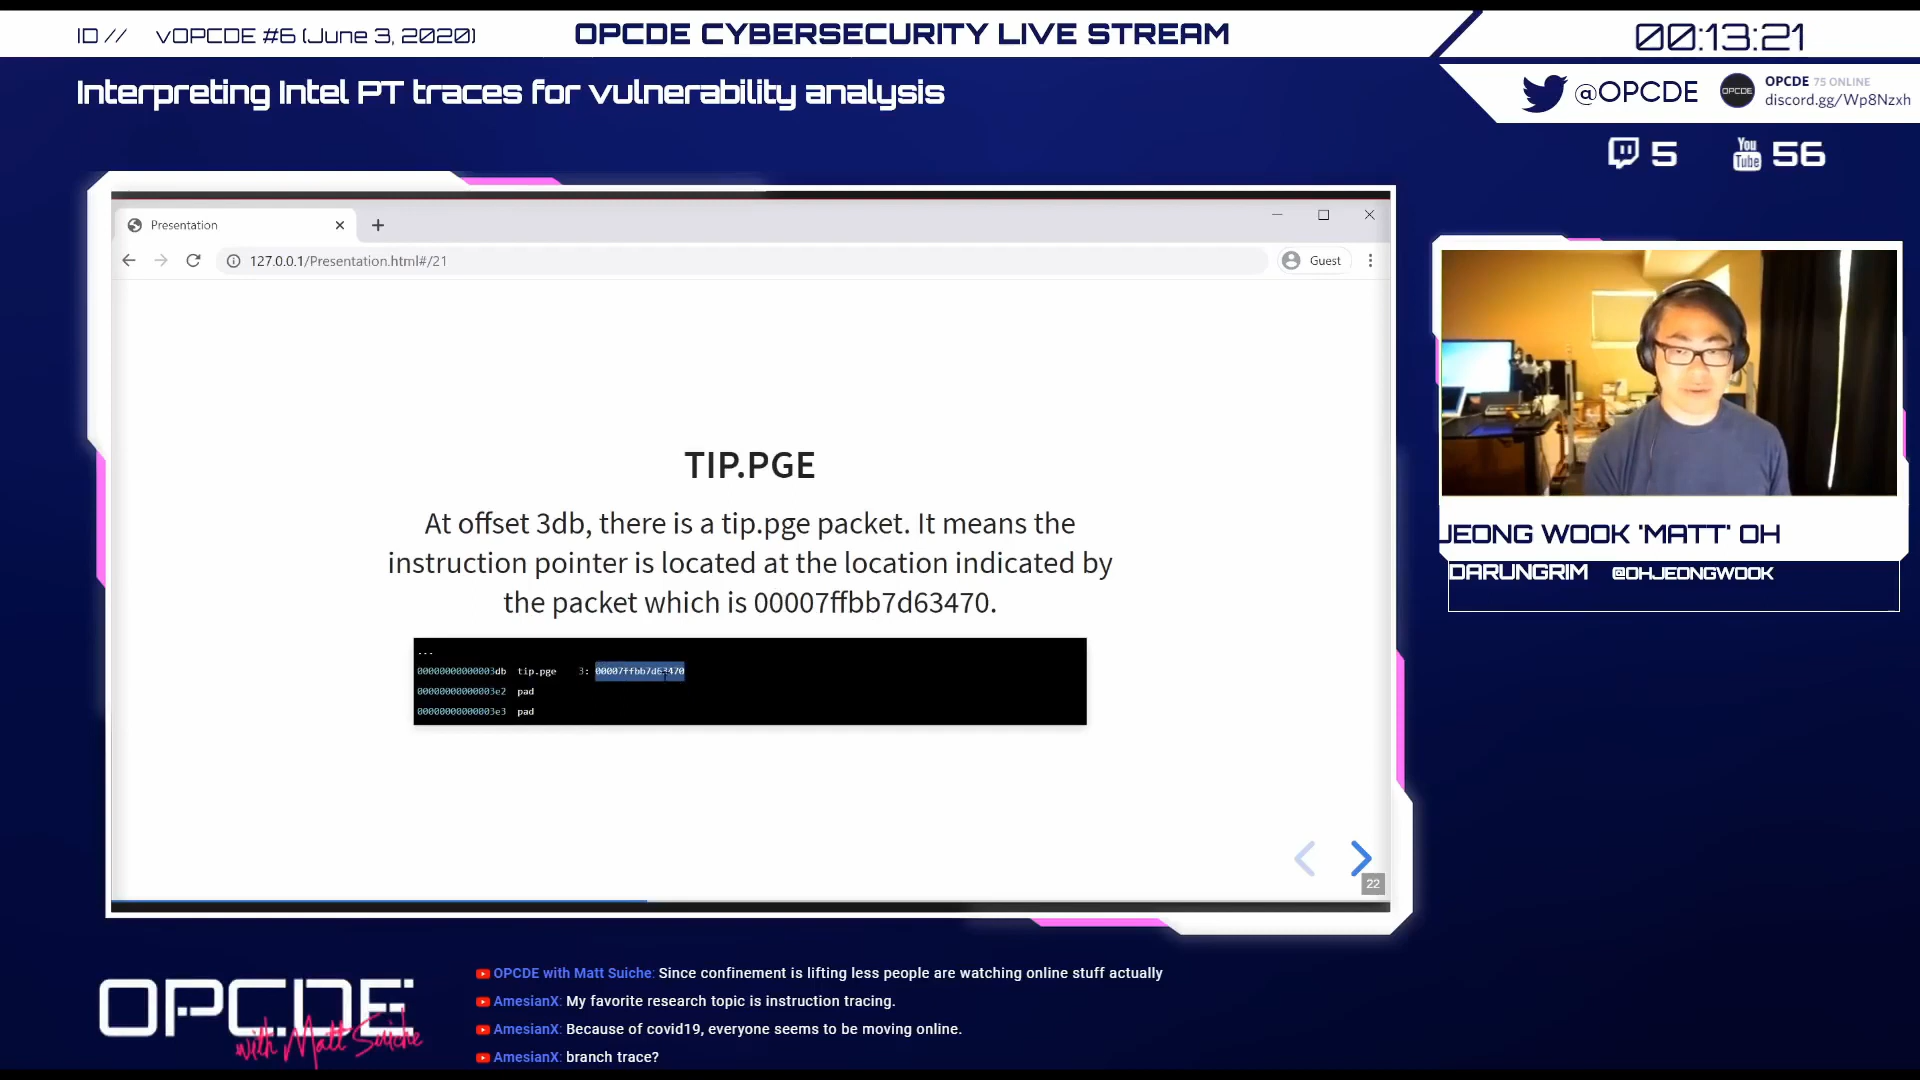 ID // vOPCDE #6 (June 3, 2020)
OPCDE CYBERSECURITY LIVE STREAM
00:13:21
Interpreting Intel PT traces for vulnerability analysis
@OPCDE
OPCDE
OPCDE 75 ONLINE
discord.gg/Wp8Nzxh
5
You
Tube
56
Presentation
127.0.0.1/Presentation.html#/21
Guest
TIP.PGE
At offset 3db, there is a tip.pge packet. It means the
instruction pointer is located at the location indicated by
the packet which is 00007ffbb7d63470.
...
00000000000003db tip.pge 3: 00007ffbb7d63470
00000000000003e2 pad
00000000000003e3 pad
22
JEONG WOOK 'MATT' OH
DARUNGRIM @OHJEONGWOOK
OPCDE
with Matt Suiche
OPCDE with Matt Suiche: Since confinement is lifting less people are watching online stuff actually
AmesianX: My favorite research topic is instruction tracing.
AmesianX: Because of covid19, everyone seems to be moving online.
AmesianX: branch trace?